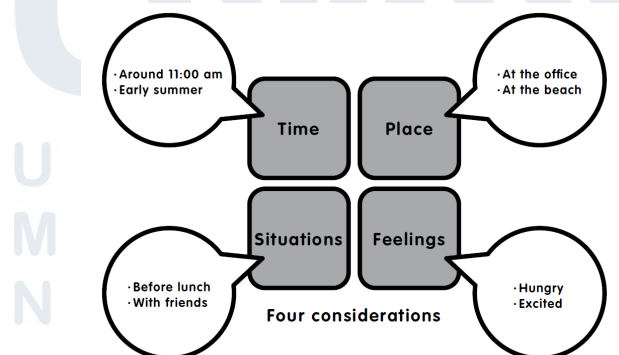 ·Around 11:00 am
·Early summer
·At the office
·At the beach
Time
Place
Situations
Feelings
·Before lunch
·With friends
·Hungry
·Excited
Four considerations
U
M
N